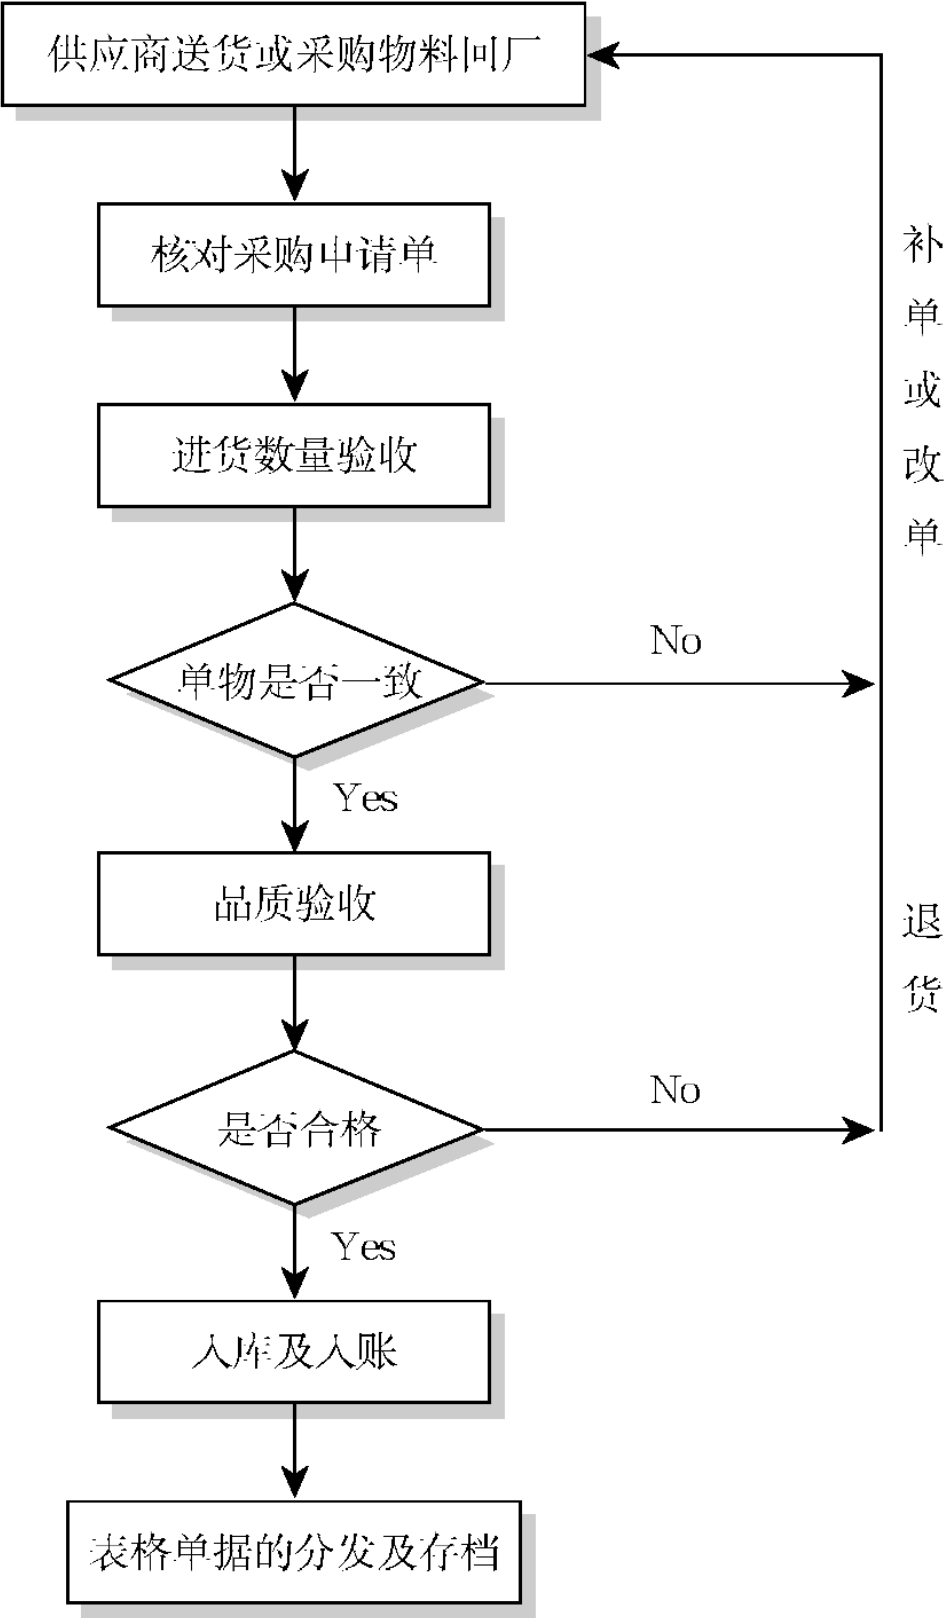 供应商送货或采购物料回厂
核对采购申请单
进货数量验收
单物是否一致
No
补单或改单
Yes
品质验收
退货
是否合格
No
Yes
入库及入账
表格单据的分发及存档